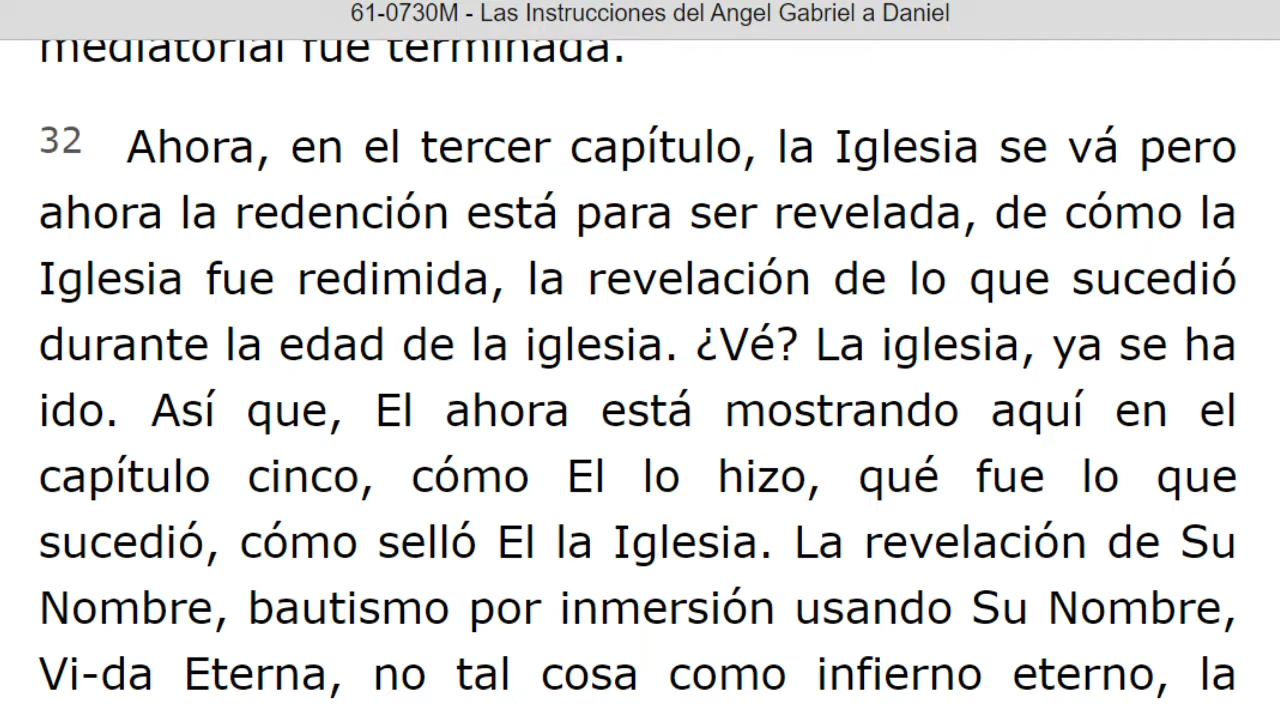 61-0730M - Las Instrucciones del Angel Gabriel a Daniel
mediatorial fue terminada.
32 Ahora, en el tercer capítulo, la Iglesia se vá pero
ahora la redención está para ser revelada, de cómo la
Iglesia fue redimida, la revelación de lo que sucedió
durante la edad de la iglesia. ¿Vé? La iglesia, ya se ha
ido. Así que, El ahora está mostrando aquí en el
capítulo cinco, cómo El lo hizo, qué fue lo que
sucedió, cómo selló El la Iglesia. La revelación de Su
Nombre, bautismo por inmersión usando Su Nombre,
Vi-da Eterna, no tal cosa como infierno eterno, la